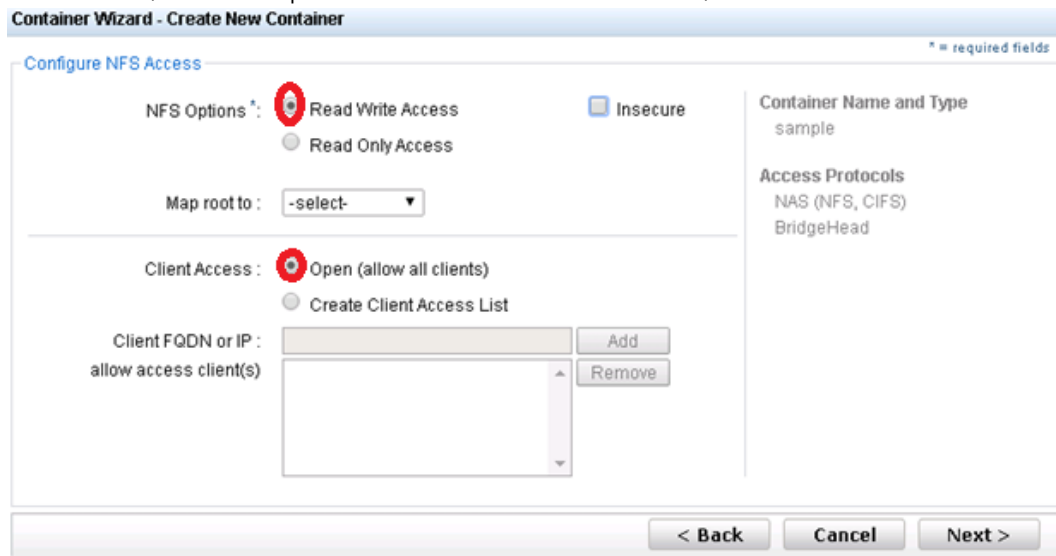 Container Wizard - Create New Container
* = required fields
Configure NFS Access
NFS Options *:
Read Write Access
Insecure
Read Only Access
Map root to :
-select-
Client Access :
Open (allow all clients)
Create Client Access List
Client FQDN or IP :
Add
allow access client(s)
Remove
Container Name and Type
sample
Access Protocols
NAS (NFS, CIFS)
BridgeHead
< Back
Cancel
Next >